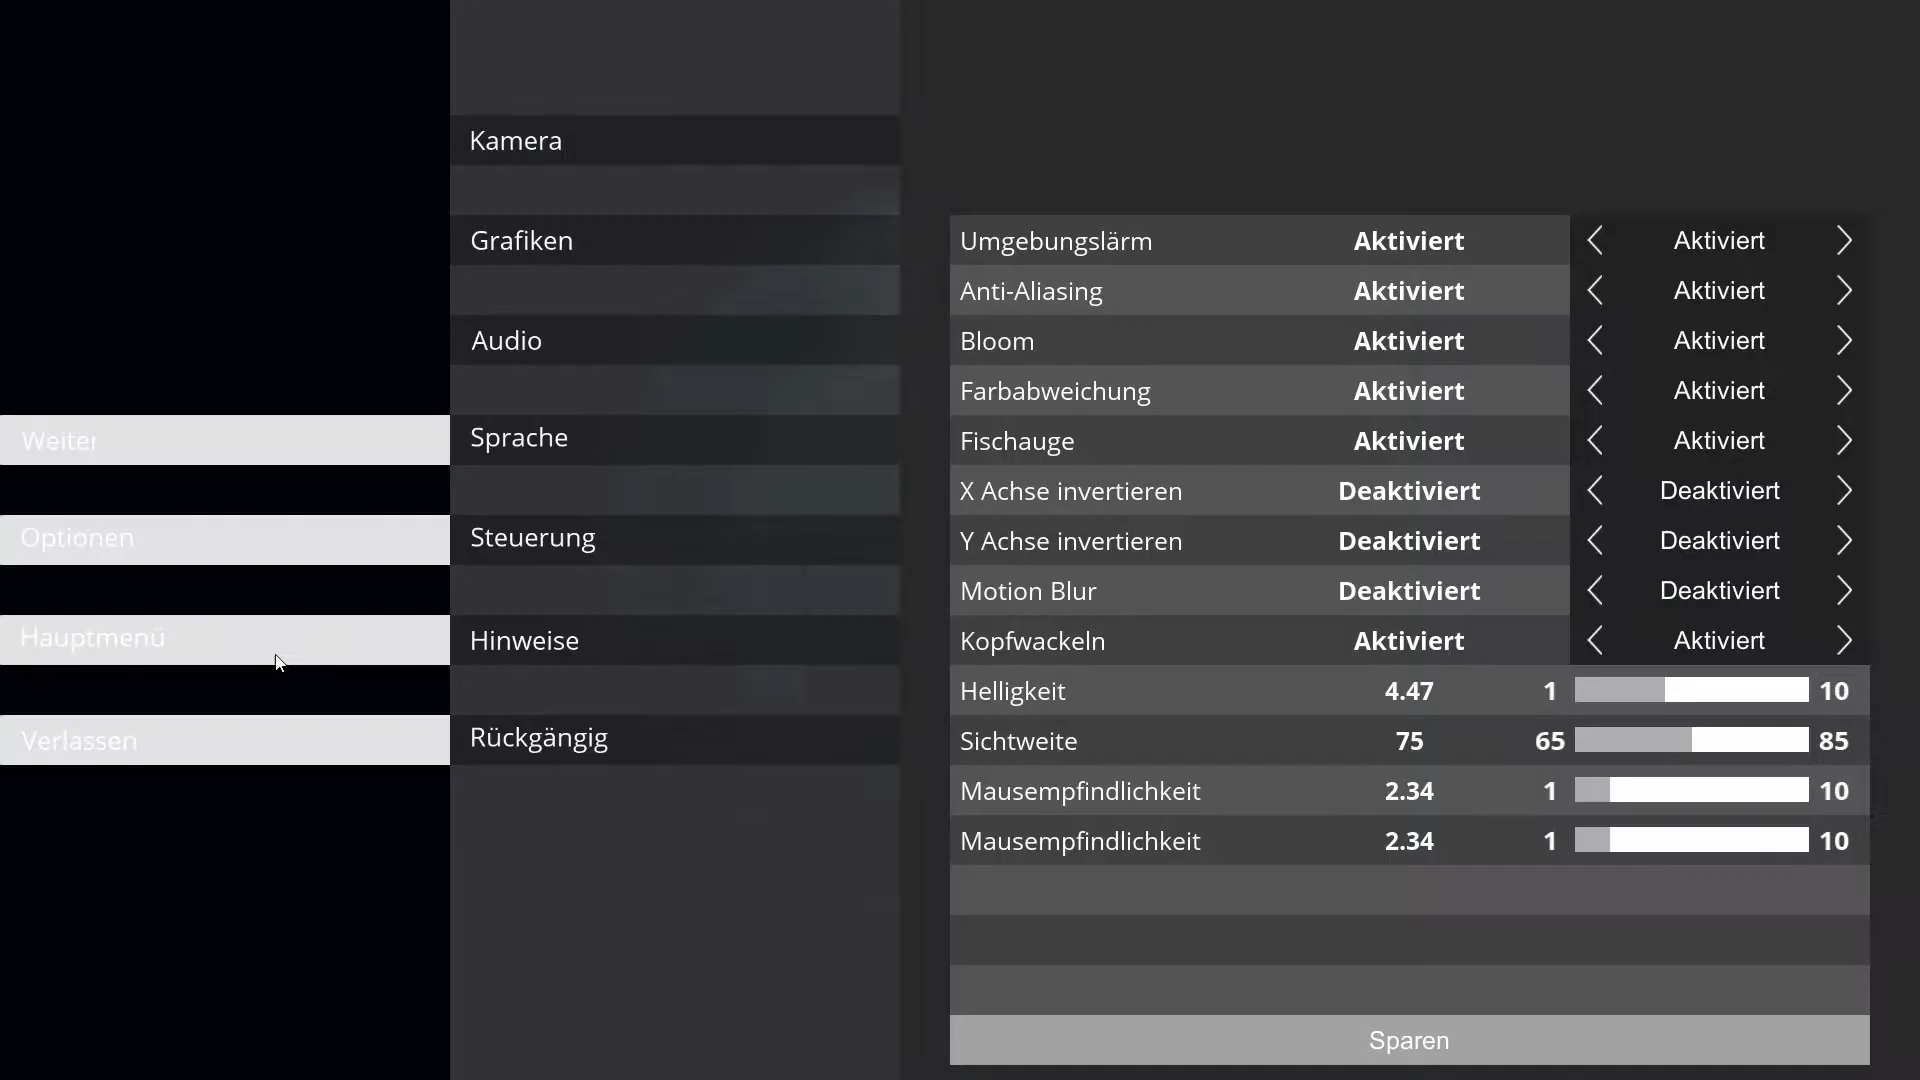 Weiter
Optionen
Hauptmenü
Verlassen
Kamera
Grafiken
Audio
Sprache
Steuerung
Hinweise
Rückgängig
Umgebungslärm Aktiviert Aktiviert
Anti-Aliasing Aktiviert Aktiviert
Bloom Aktiviert Aktiviert
Farbabweichung Aktiviert Aktiviert
Fischauge Aktiviert Aktiviert
X Achse invertieren Deaktiviert Deaktiviert
Y Achse invertieren Deaktiviert Deaktiviert
Motion Blur Deaktiviert Deaktiviert
Kopfwackeln Aktiviert Aktiviert
Helligkeit 4.47 1 10
Sichtweite 75 65 85
Mausempfindlichkeit 2.34 1 10
Mausempfindlichkeit 2.34 1 10
Sparen